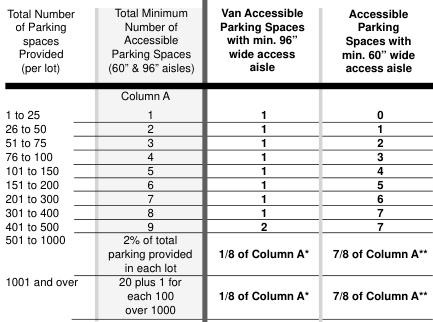 Total Number
of Parking
spaces
Provided
(per lot)
Total Minimum
Number of
Accessible
Parking Spaces
(60" & 96" aisles)
Van Accessible
Parking Spaces
with min. 96"
wide access
aisle
Accessible
Parking
Spaces with
min. 60" wide
access aisle
Column A
1 to 25 1 1 0
26 to 50 2 1 1
51 to 75 3 1 2
76 to 100 4 1 3
101 to 150 5 1 4
151 to 200 6 1 5
201 to 300 7 1 6
301 to 400 8 1 7
401 to 500 9 2 7
501 to 1000
2% of total
parking provided
in each lot
1/8 of Column A*
7/8 of Column A**
1001 and over
20 plus 1 for
each 100
over 1000
1/8 of Column A*
7/8 of Column A**